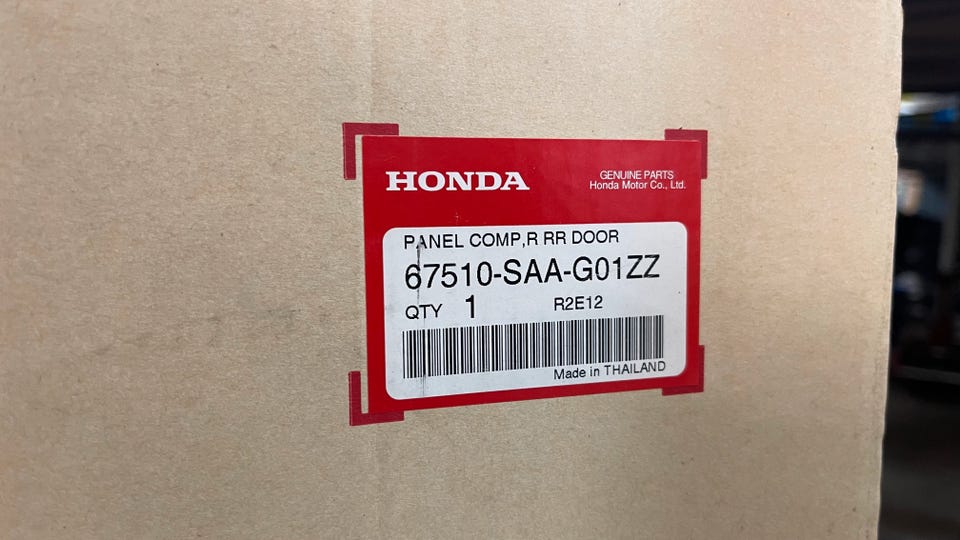 HONDA
GENUINE PARTS
Honda Motor Co., Ltd.
PANEL COMP,R RR DOOR
67510-SAA-G01ZZ
QTY 1 R2E12
Made in THAILAND